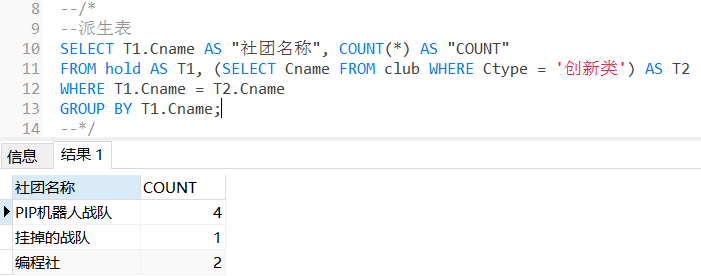 8 --/*
9 --派生表
10 SELECT T1.Cname AS "社团名称", COUNT(*) AS "COUNT"
11 FROM hold AS T1, (SELECT Cname FROM club WHERE Ctype = '创新类') AS T2
12 WHERE T1.Cname = T2.Cname
13 GROUP BY T1.Cname;
14 --*/
信息 结果 1
社团名称 COUNT
PIP机器人战队 4
挂掉的战队 1
编程社 2